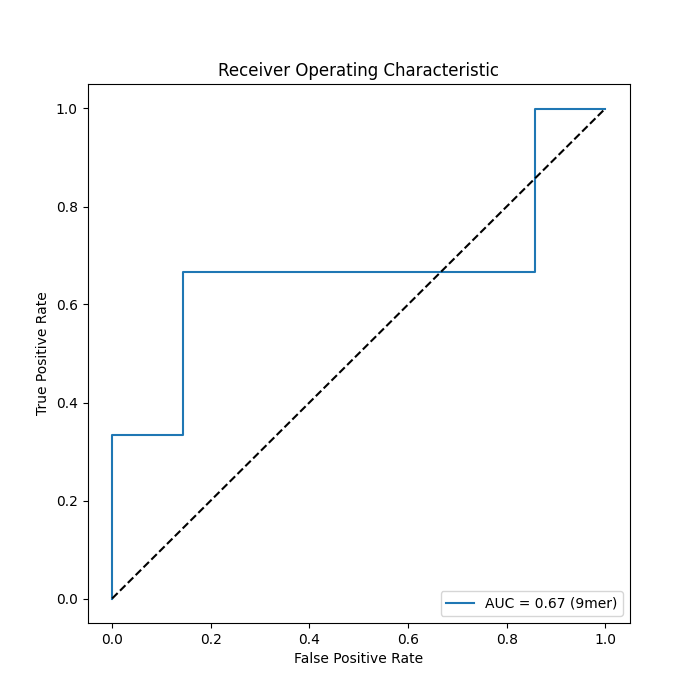 Receiver Operating Characteristic
True Positive Rate
1.0
0.8
0.6
0.4
0.2
0.0
AUC = 0.67 (9mer)
0.0 0.2 0.4 0.6 0.8 1.0
False Positive Rate